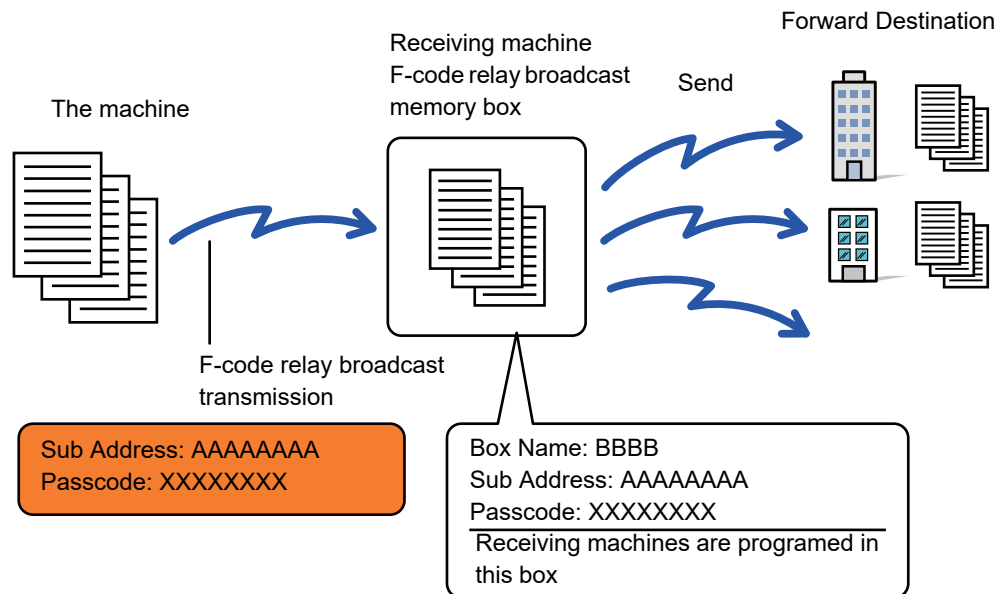 Forward Destination
Receiving machine
F-code relay broadcast
memory box
Send
The machine
F-code relay broadcast
transmission
Sub Address: AAAAAAAA
Passcode: XXXXXXXX
Box Name: BBBB
Sub Address: AAAAAAAA
Passcode: XXXXXXXX
Receiving machines are programed in
this box